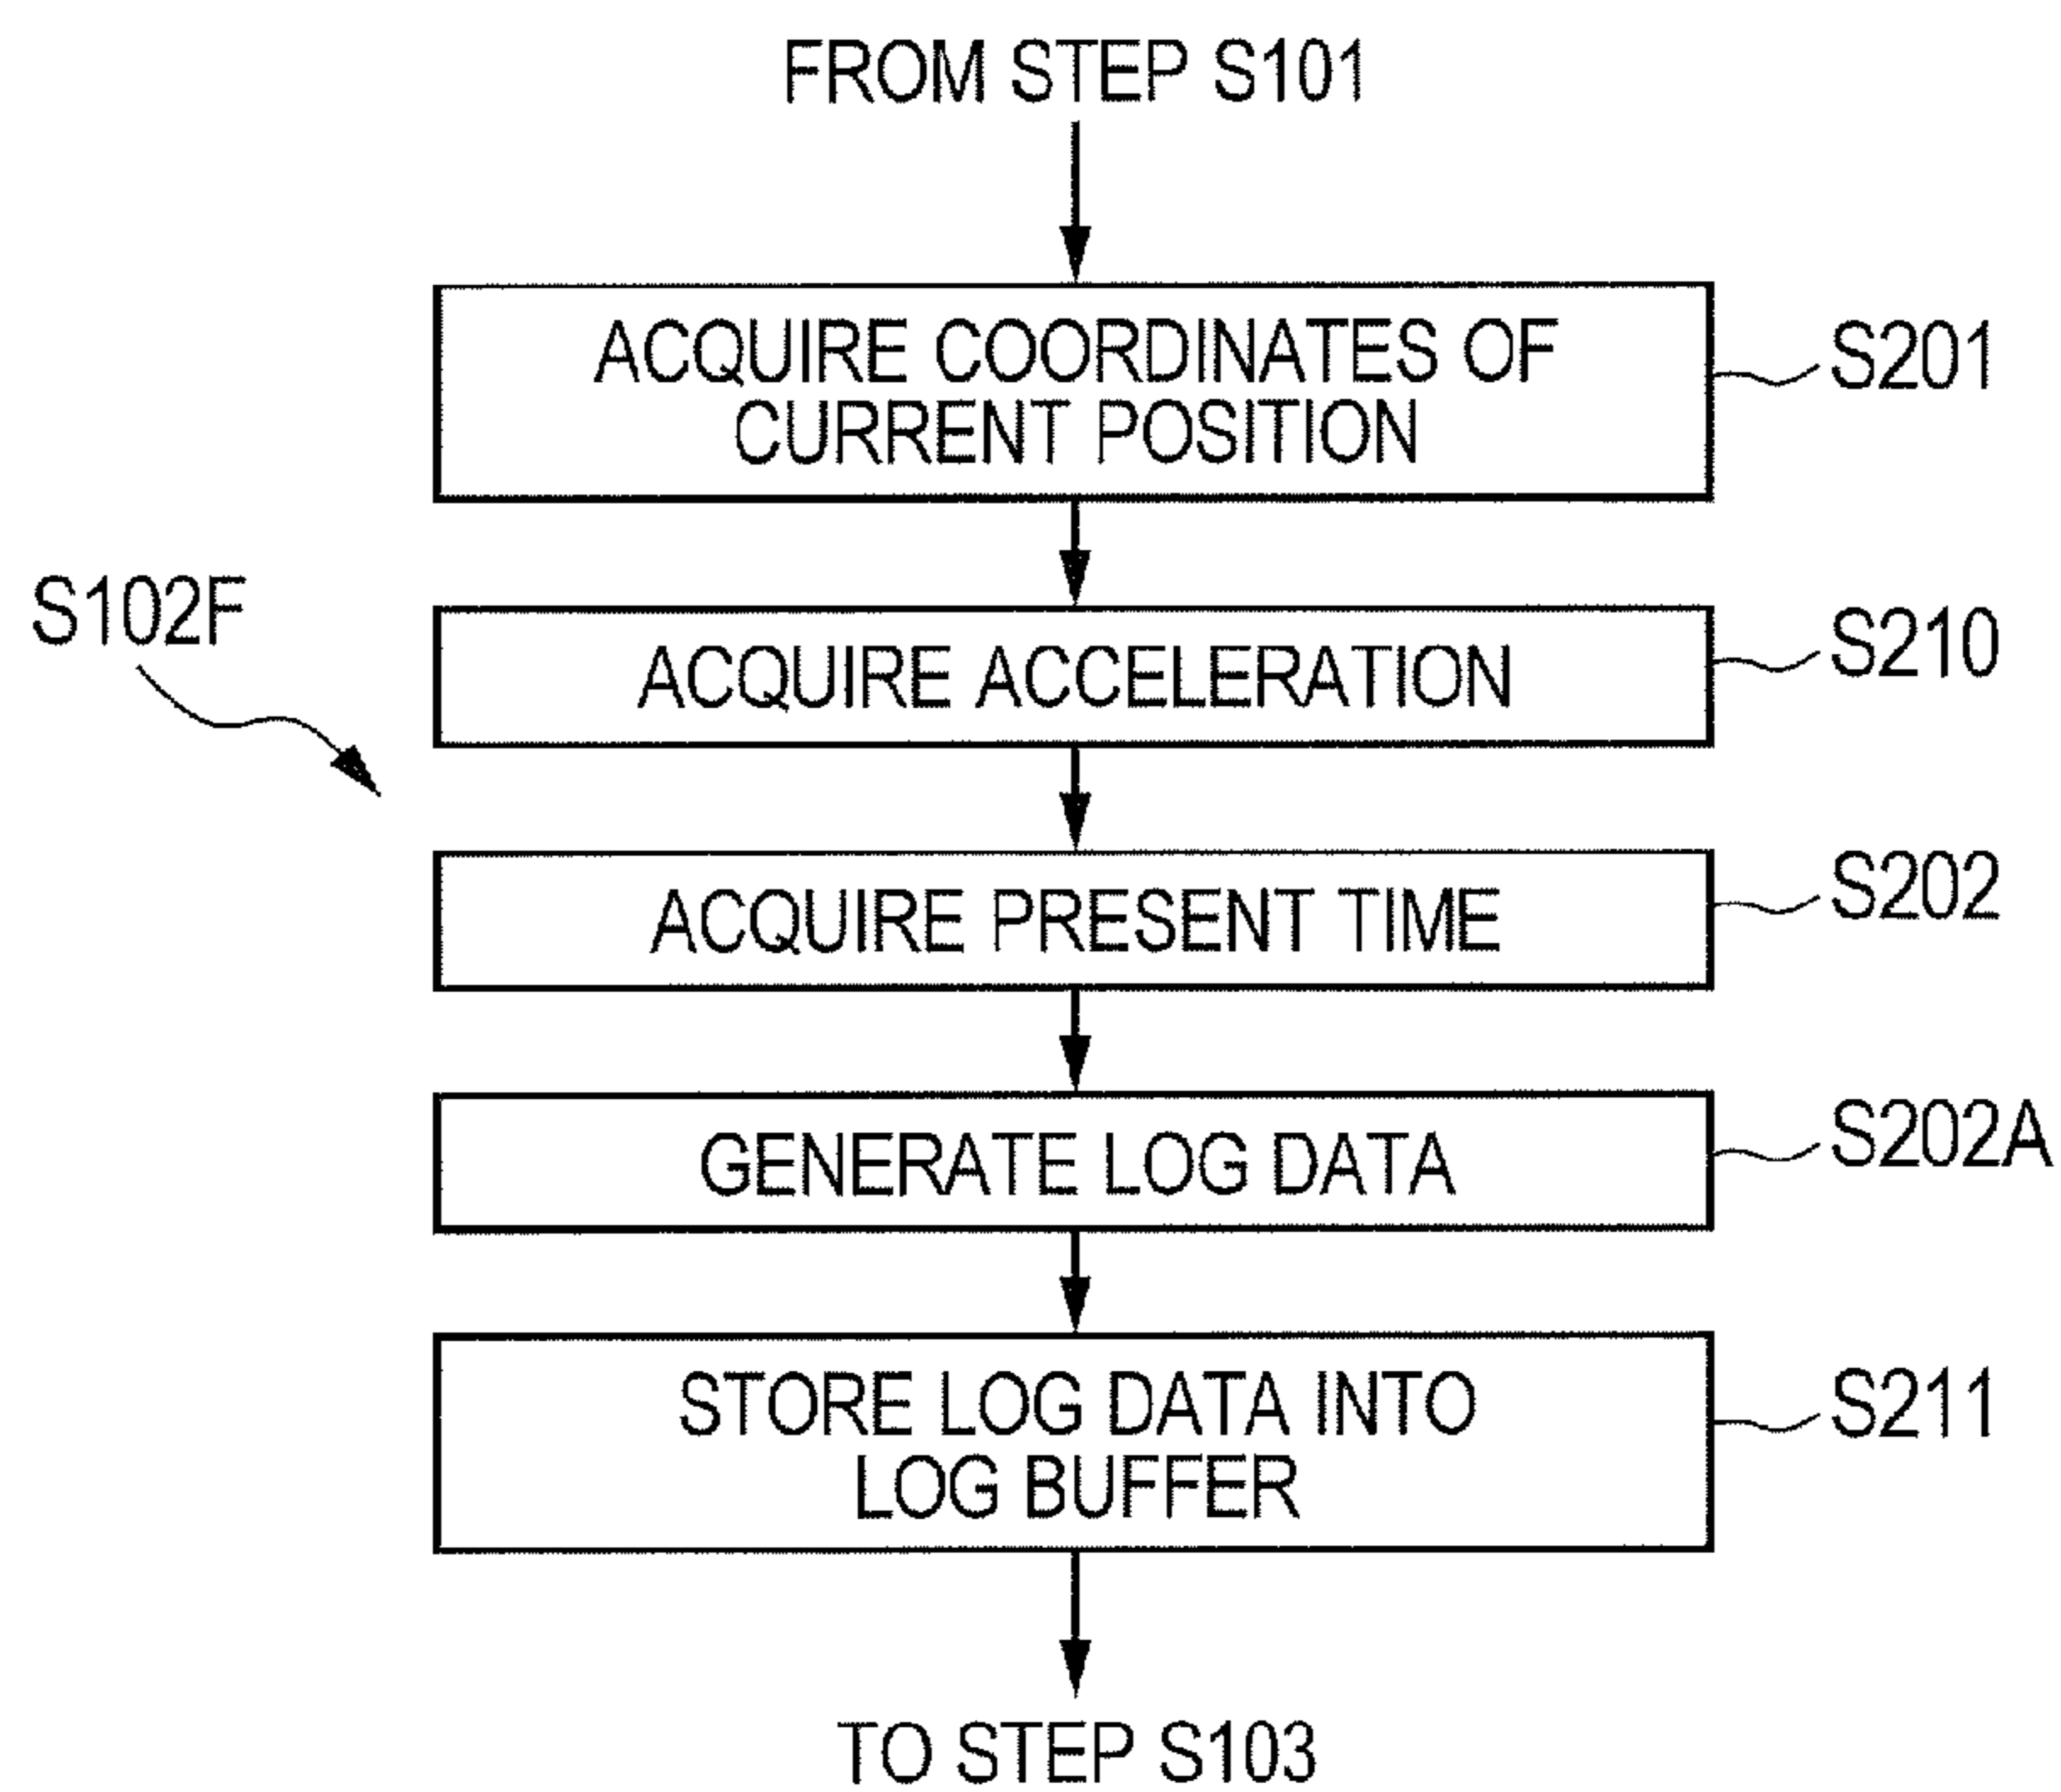 FROM STEP S101
ACQUIRE COORDINATES OF
CURRENT POSITION
S201
S102F
ACQUIRE ACCELERATION
S210
ACQUIRE PRESENT TIME
S202
GENERATE LOG DATA
S202A
STORE LOG DATA INTO
LOG BUFFER
S211
TO STEP S103